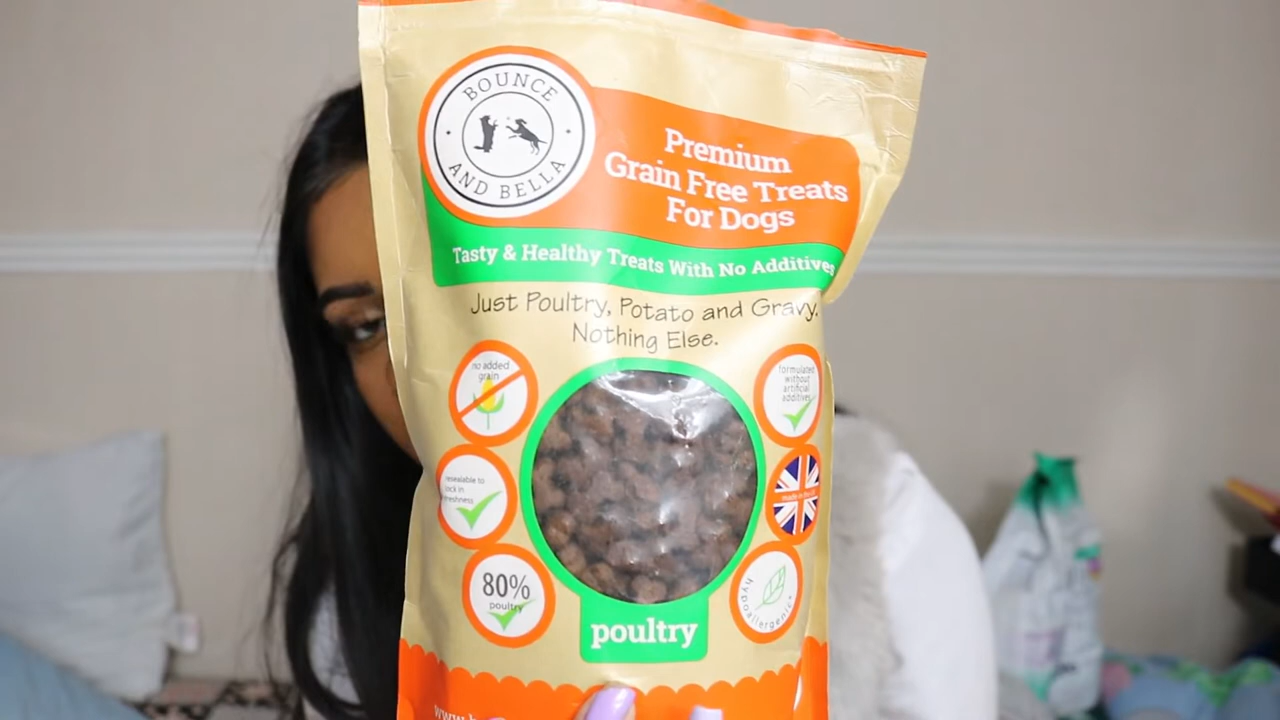 BOUNCE
AND BELLA
Premium
Grain Free Treats
For Dogs
Tasty & Healthy Treats With No Additives
Just Poultry, Potato and Gravy.
Nothing Else.
no added
grain
formulated
without
artificial
additives
resealable to
lock in
freshness
made in the UK
80%
poultry
hypoallergenic*
poultry
www.